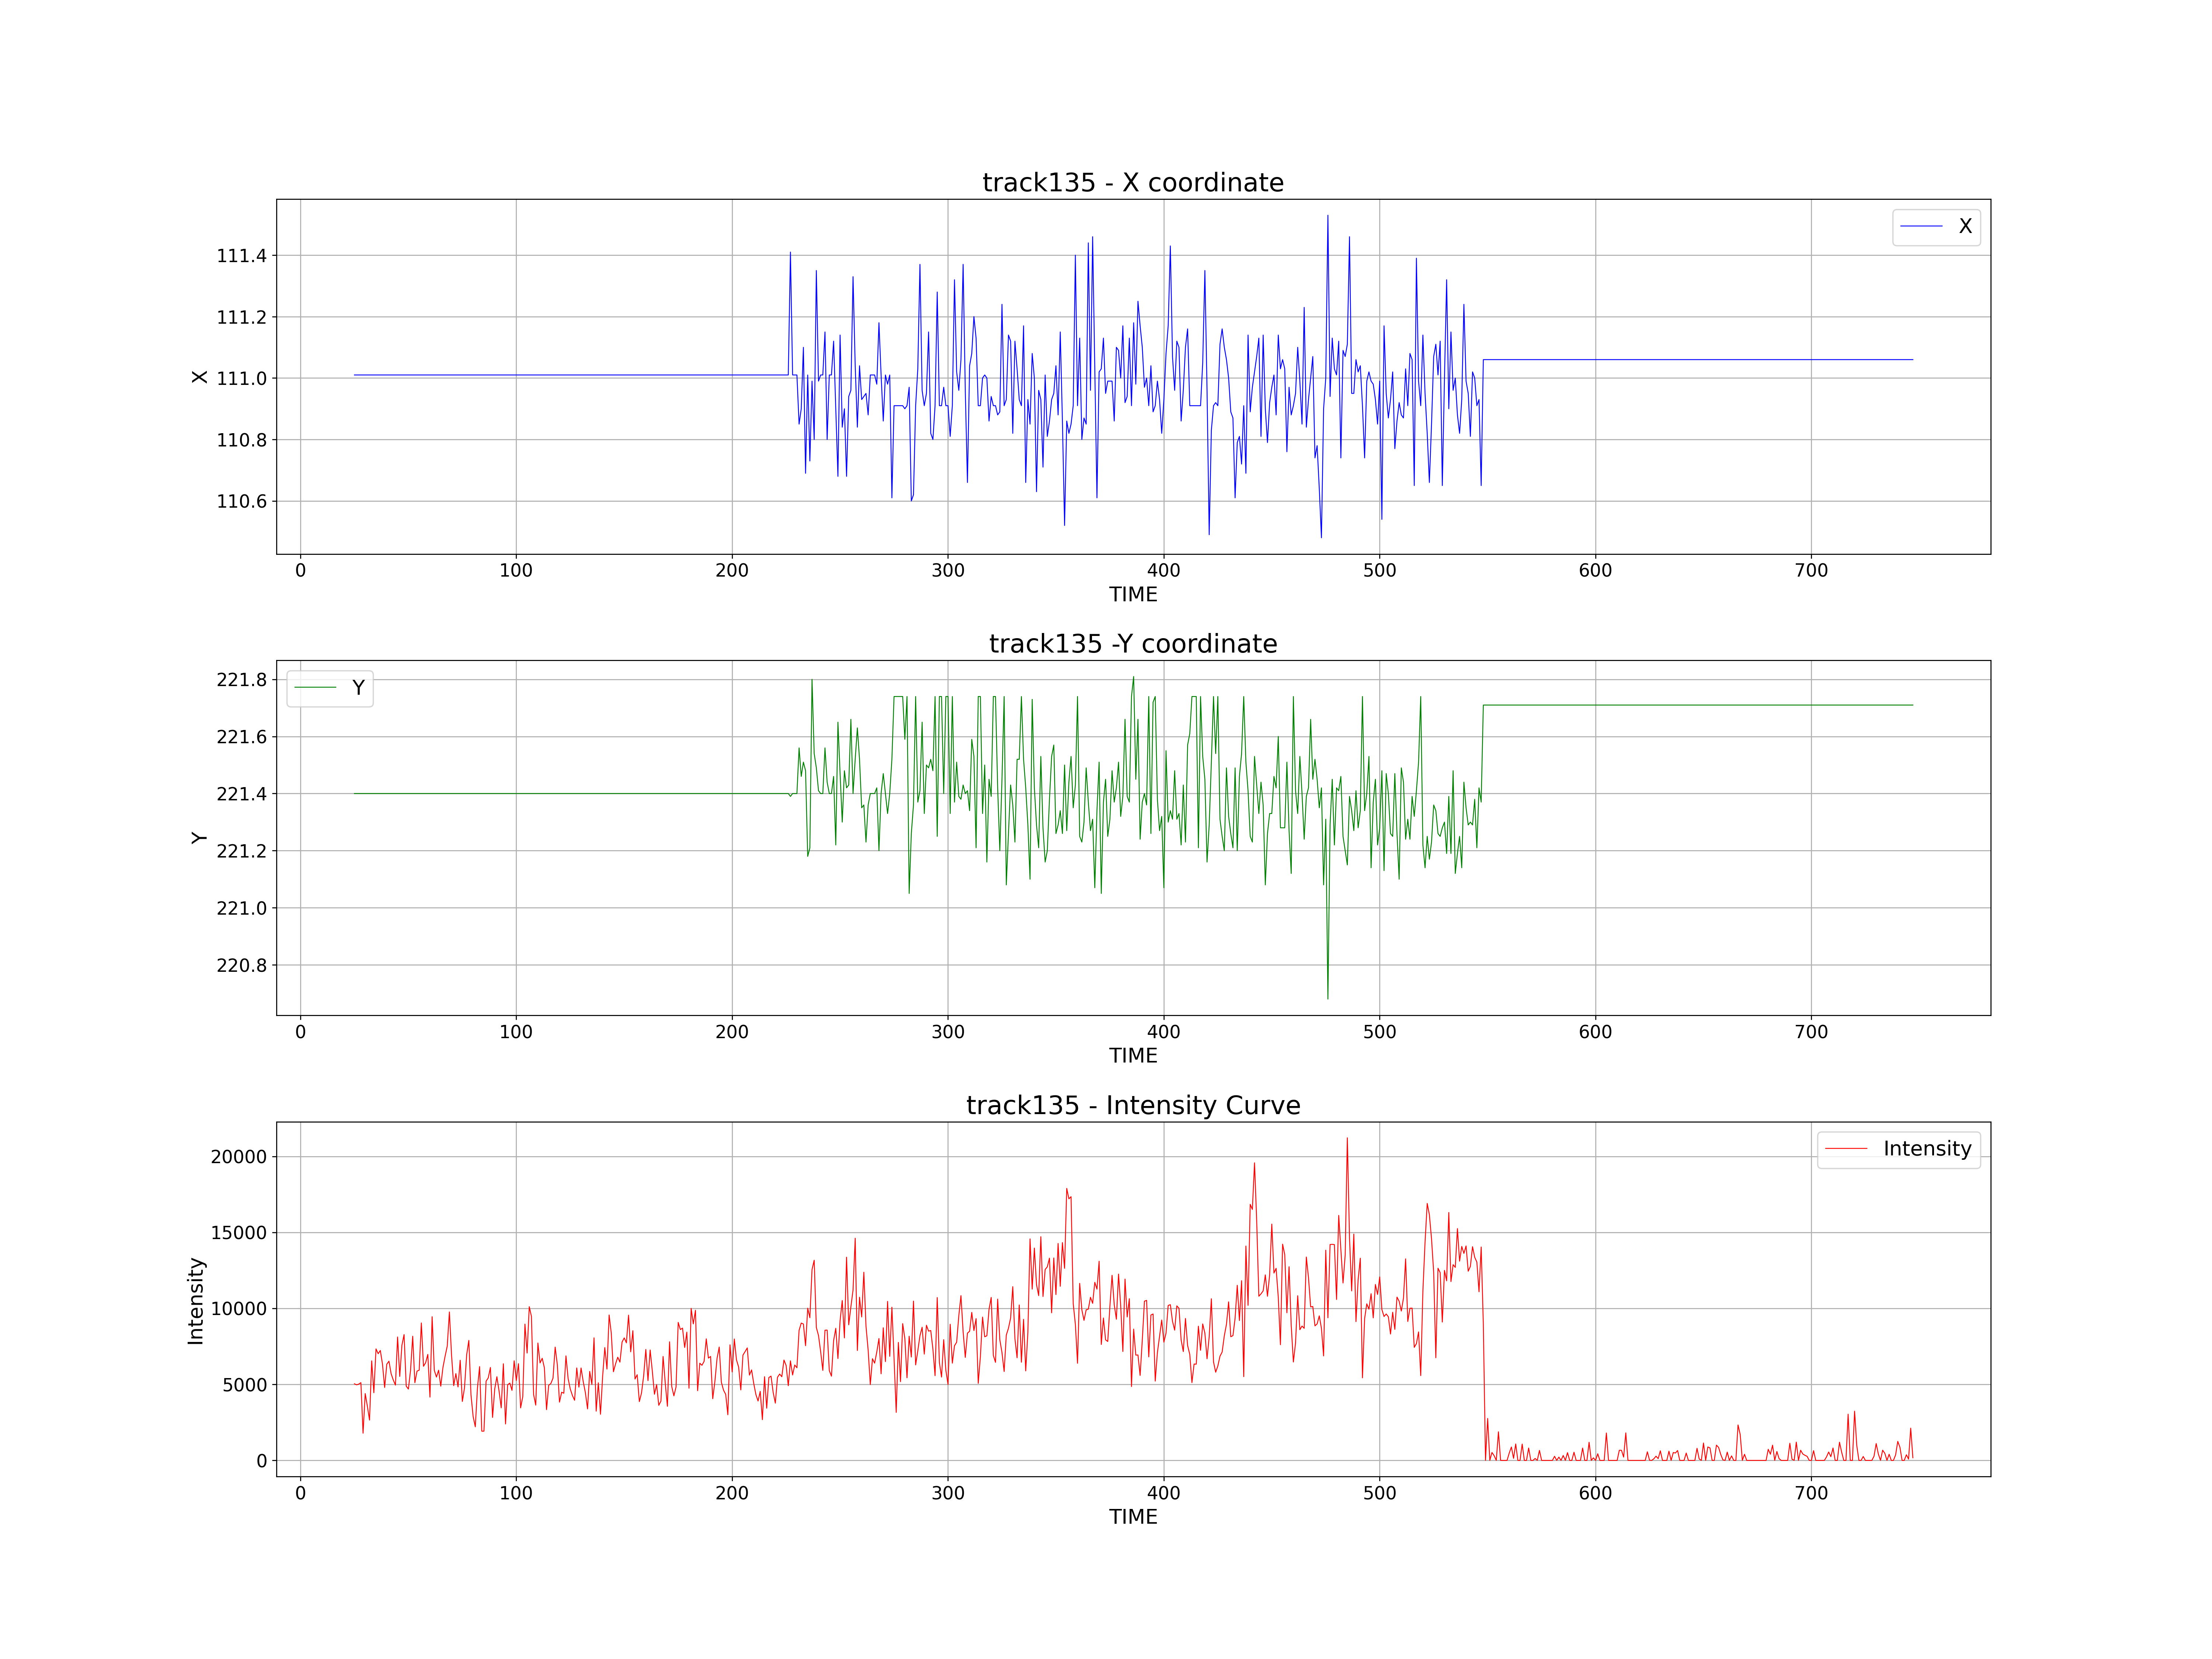 track135 - X coordinate
X
111.4
111.2
111.0
110.8
110.6
X
0 100 200 300 400 500 600 700
TIME
track135 -Y coordinate
Y
221.8
221.6
221.4
221.2
221.0
220.8
Y
0 100 200 300 400 500 600 700
TIME
track135 - Intensity Curve
Intensity
20000
15000
10000
5000
0
Intensity
0 100 200 300 400 500 600 700
TIME